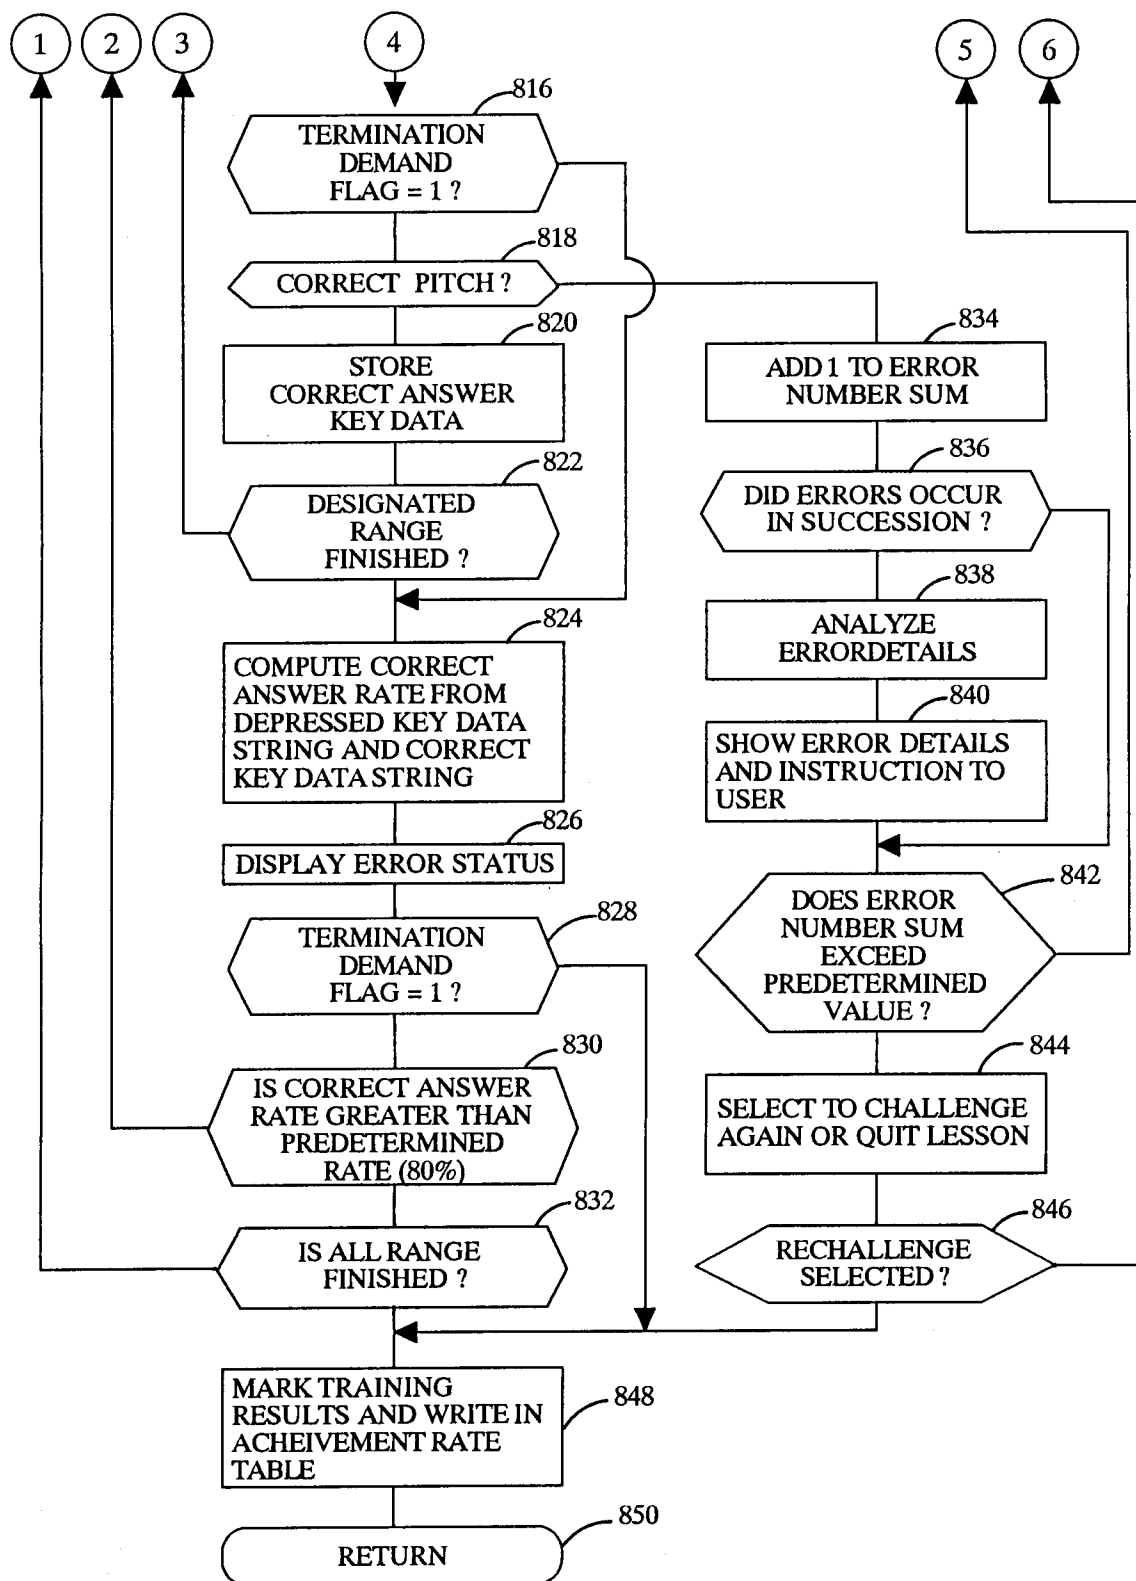 1 2 3 4 5 6
816
TERMINATION
DEMAND
FLAG = 1 ?
818
CORRECT PITCH ?
820
STORE
CORRECT ANSWER
KEY DATA
822
DESIGNATED
RANGE
FINISHED ?
824
COMPUTE CORRECT
ANSWER RATE FROM
DEPRESSED KEY DATA
STRING AND CORRECT
KEY DATA STRING
826
DISPLAY ERROR STATUS
828
TERMINATION
DEMAND
FLAG = 1 ?
830
IS CORRECT ANSWER
RATE GREATER THAN
PREDETERMINED
RATE (80%)
832
IS ALL RANGE
FINISHED ?
834
ADD 1 TO ERROR
NUMBER SUM
836
DID ERRORS OCCUR
IN SUCCESSION ?
838
ANALYZE
ERRORDETAILS
840
SHOW ERROR DETAILS
AND INSTRUCTION TO
USER
842
DOES ERROR
NUMBER SUM
EXCEED
PREDETERMINED
VALUE ?
844
SELECT TO CHALLENGE
AGAIN OR QUIT LESSON
846
RECHALLENGE
SELECTED ?
848
MARK TRAINING
RESULTS AND WRITE IN
ACHEIVEMENT RATE
TABLE
850
RETURN